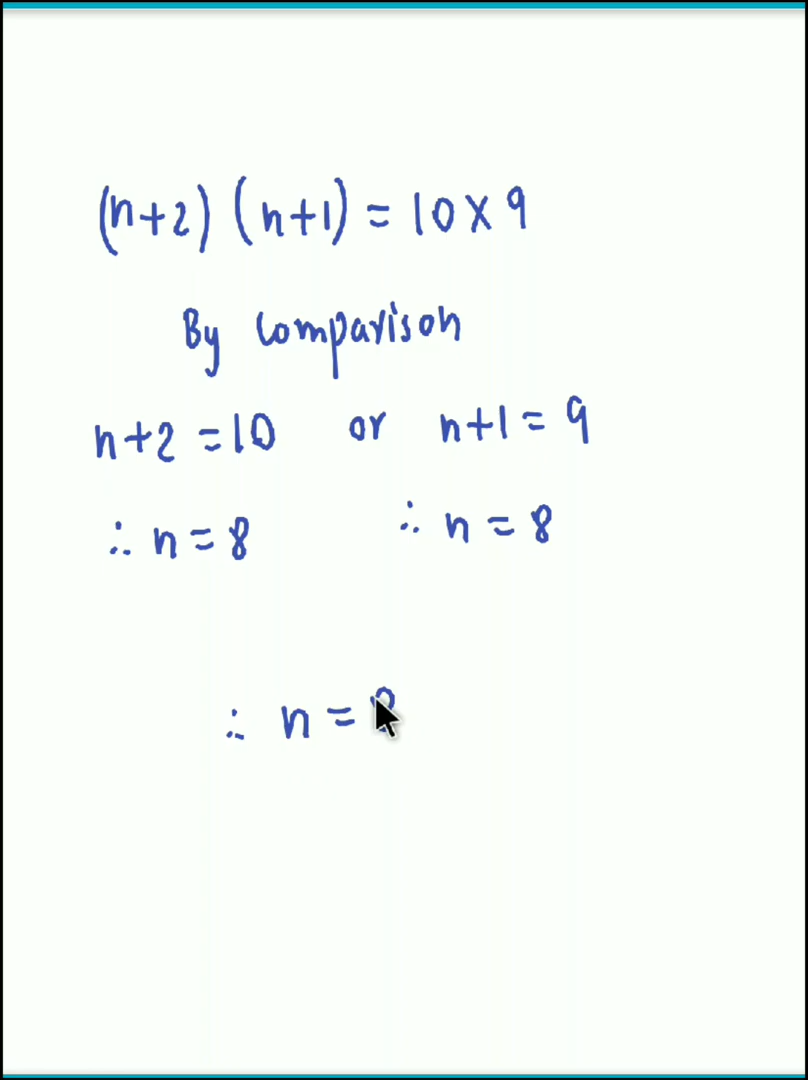 (n+2) (n+1) = 10 × 9
By comparison
n+2 = 10 or n+1 = 9
∴ n = 8 ∴ n = 8
∴ n =